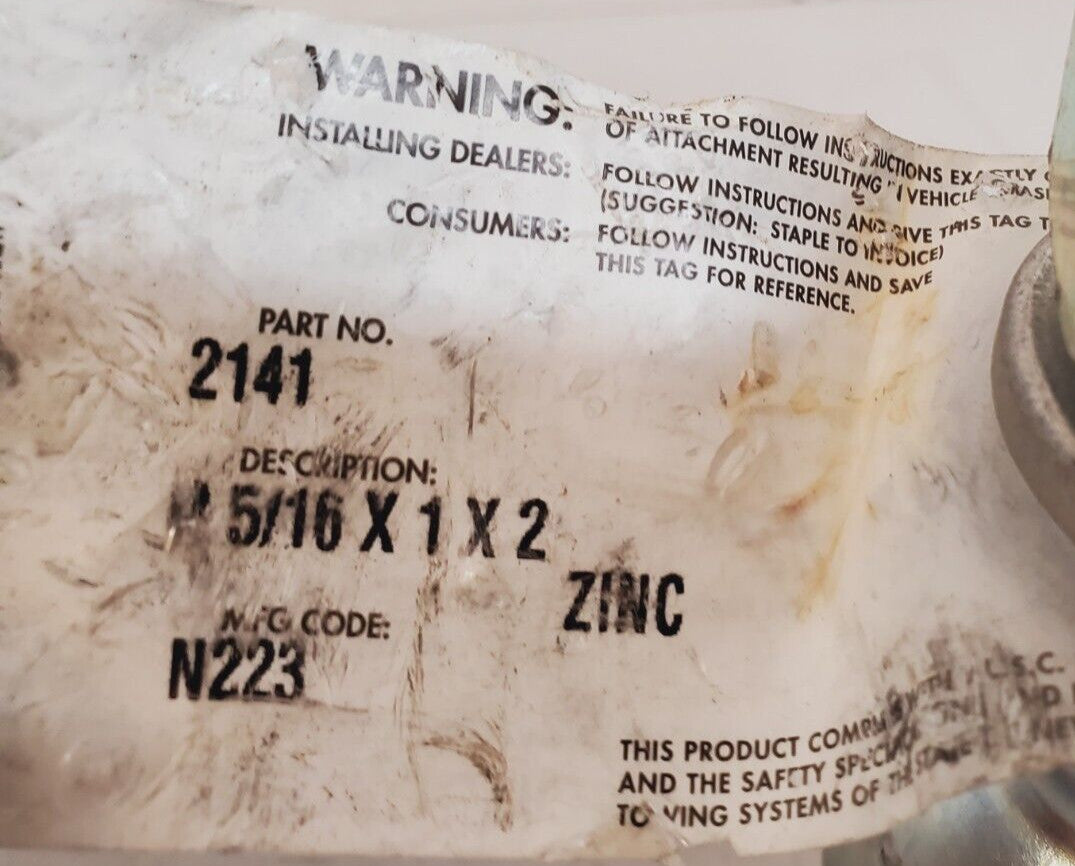 WARNING: FAILURE TO FOLLOW INSTRUCTIONS EXACTLY
OF ATTACHMENT RESULTING VEHICLE
INSTALLING DEALERS: FOLLOW INSTRUCTIONS AND GIVE THIS TAG
(SUGGESTION: STAPLE TO INVOICE)
CONSUMERS: FOLLOW INSTRUCTIONS AND SAVE
THIS TAG FOR REFERENCE.
PART NO.
2141
DESCRIPTION:
5/16 X 1 X 2
ZINC
MFG CODE:
N223
THIS PRODUCT
AND THE SAFETY
TOWING SYSTEMS OF THE